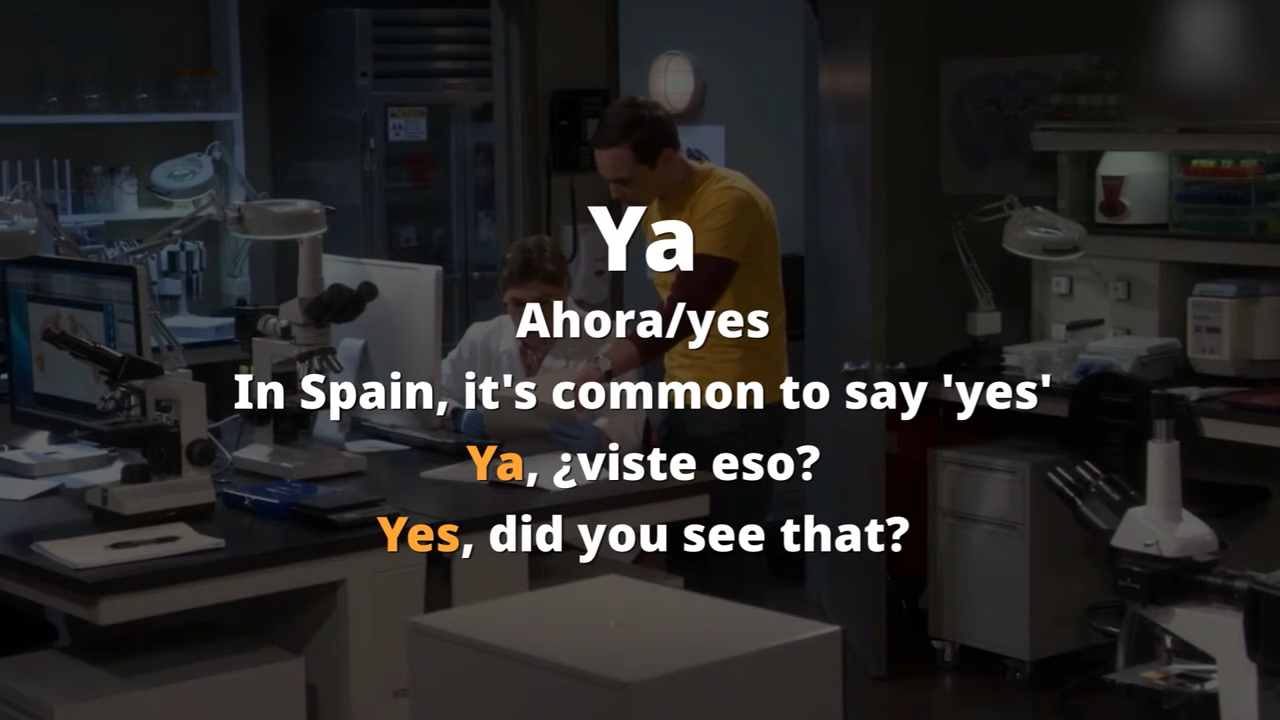 Ya
Ahora/yes
In Spain, it's common to say 'yes'
Ya, ¿viste eso?
Yes, did you see that?